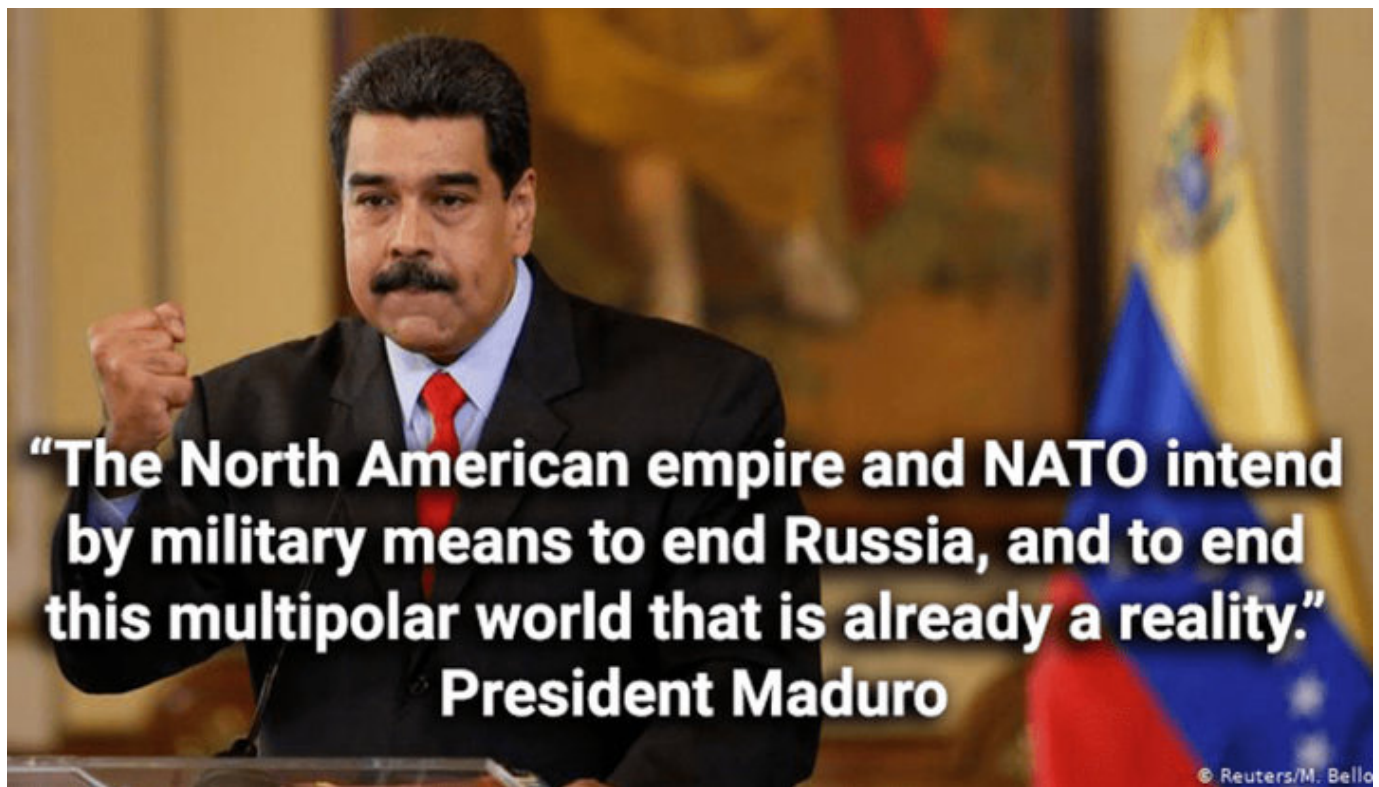 “The North American empire and NATO intend
by military means to end Russia, and to end
this multipolar world that is already a reality.”
President Maduro
© Reuters/M. Bello